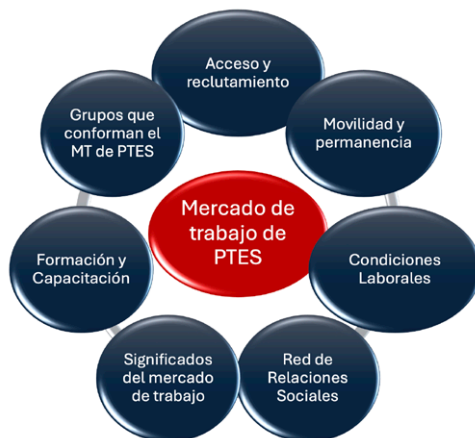 Acceso y
reclutamiento
Movilidad y
permanencia
Condiciones
Laborales
Red de
Relaciones
Sociales
Significados
del mercado
de trabajo
Formación y
Capacitación
Grupos que
conforman el
MT de PTES
Mercado de
trabajo de
PTES